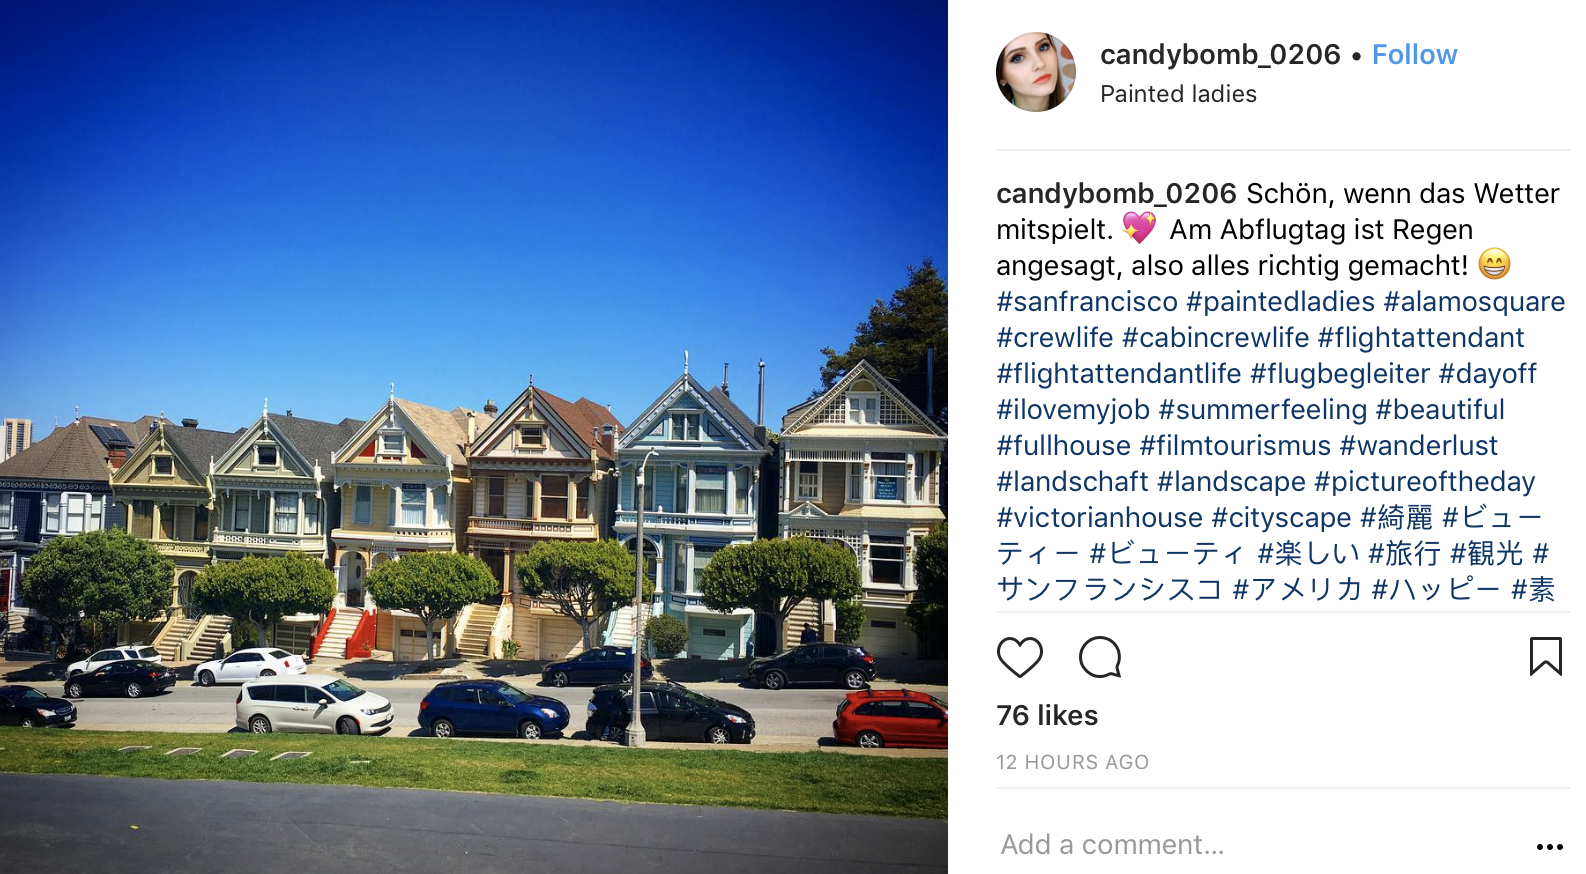 candybomb_0206 • Follow
Painted ladies
candybomb_0206 Schön, wenn das Wetter
mitspielt. 💖 Am Abflugtag ist Regen
angesagt, also alles richtig gemacht! 😁
#sanfrancisco #paintedladies #alamosquare
#crewlife #cabincrewlife #flightattendant
#flightattendantlife #flugbegleiter #dayoff
#ilovemyjob #summerfeeling #beautiful
#fullhouse #filmtourismus #wanderlust
#landschaft #landscape #pictureoftheday
#victorianhouse #cityscape #綺麗 #ビュー
ティー #ビューティ #楽しい #旅行 #観光 #
サンフランシスコ #アメリカ #ハッピー #素
76 likes
12 HOURS AGO
Add a comment...